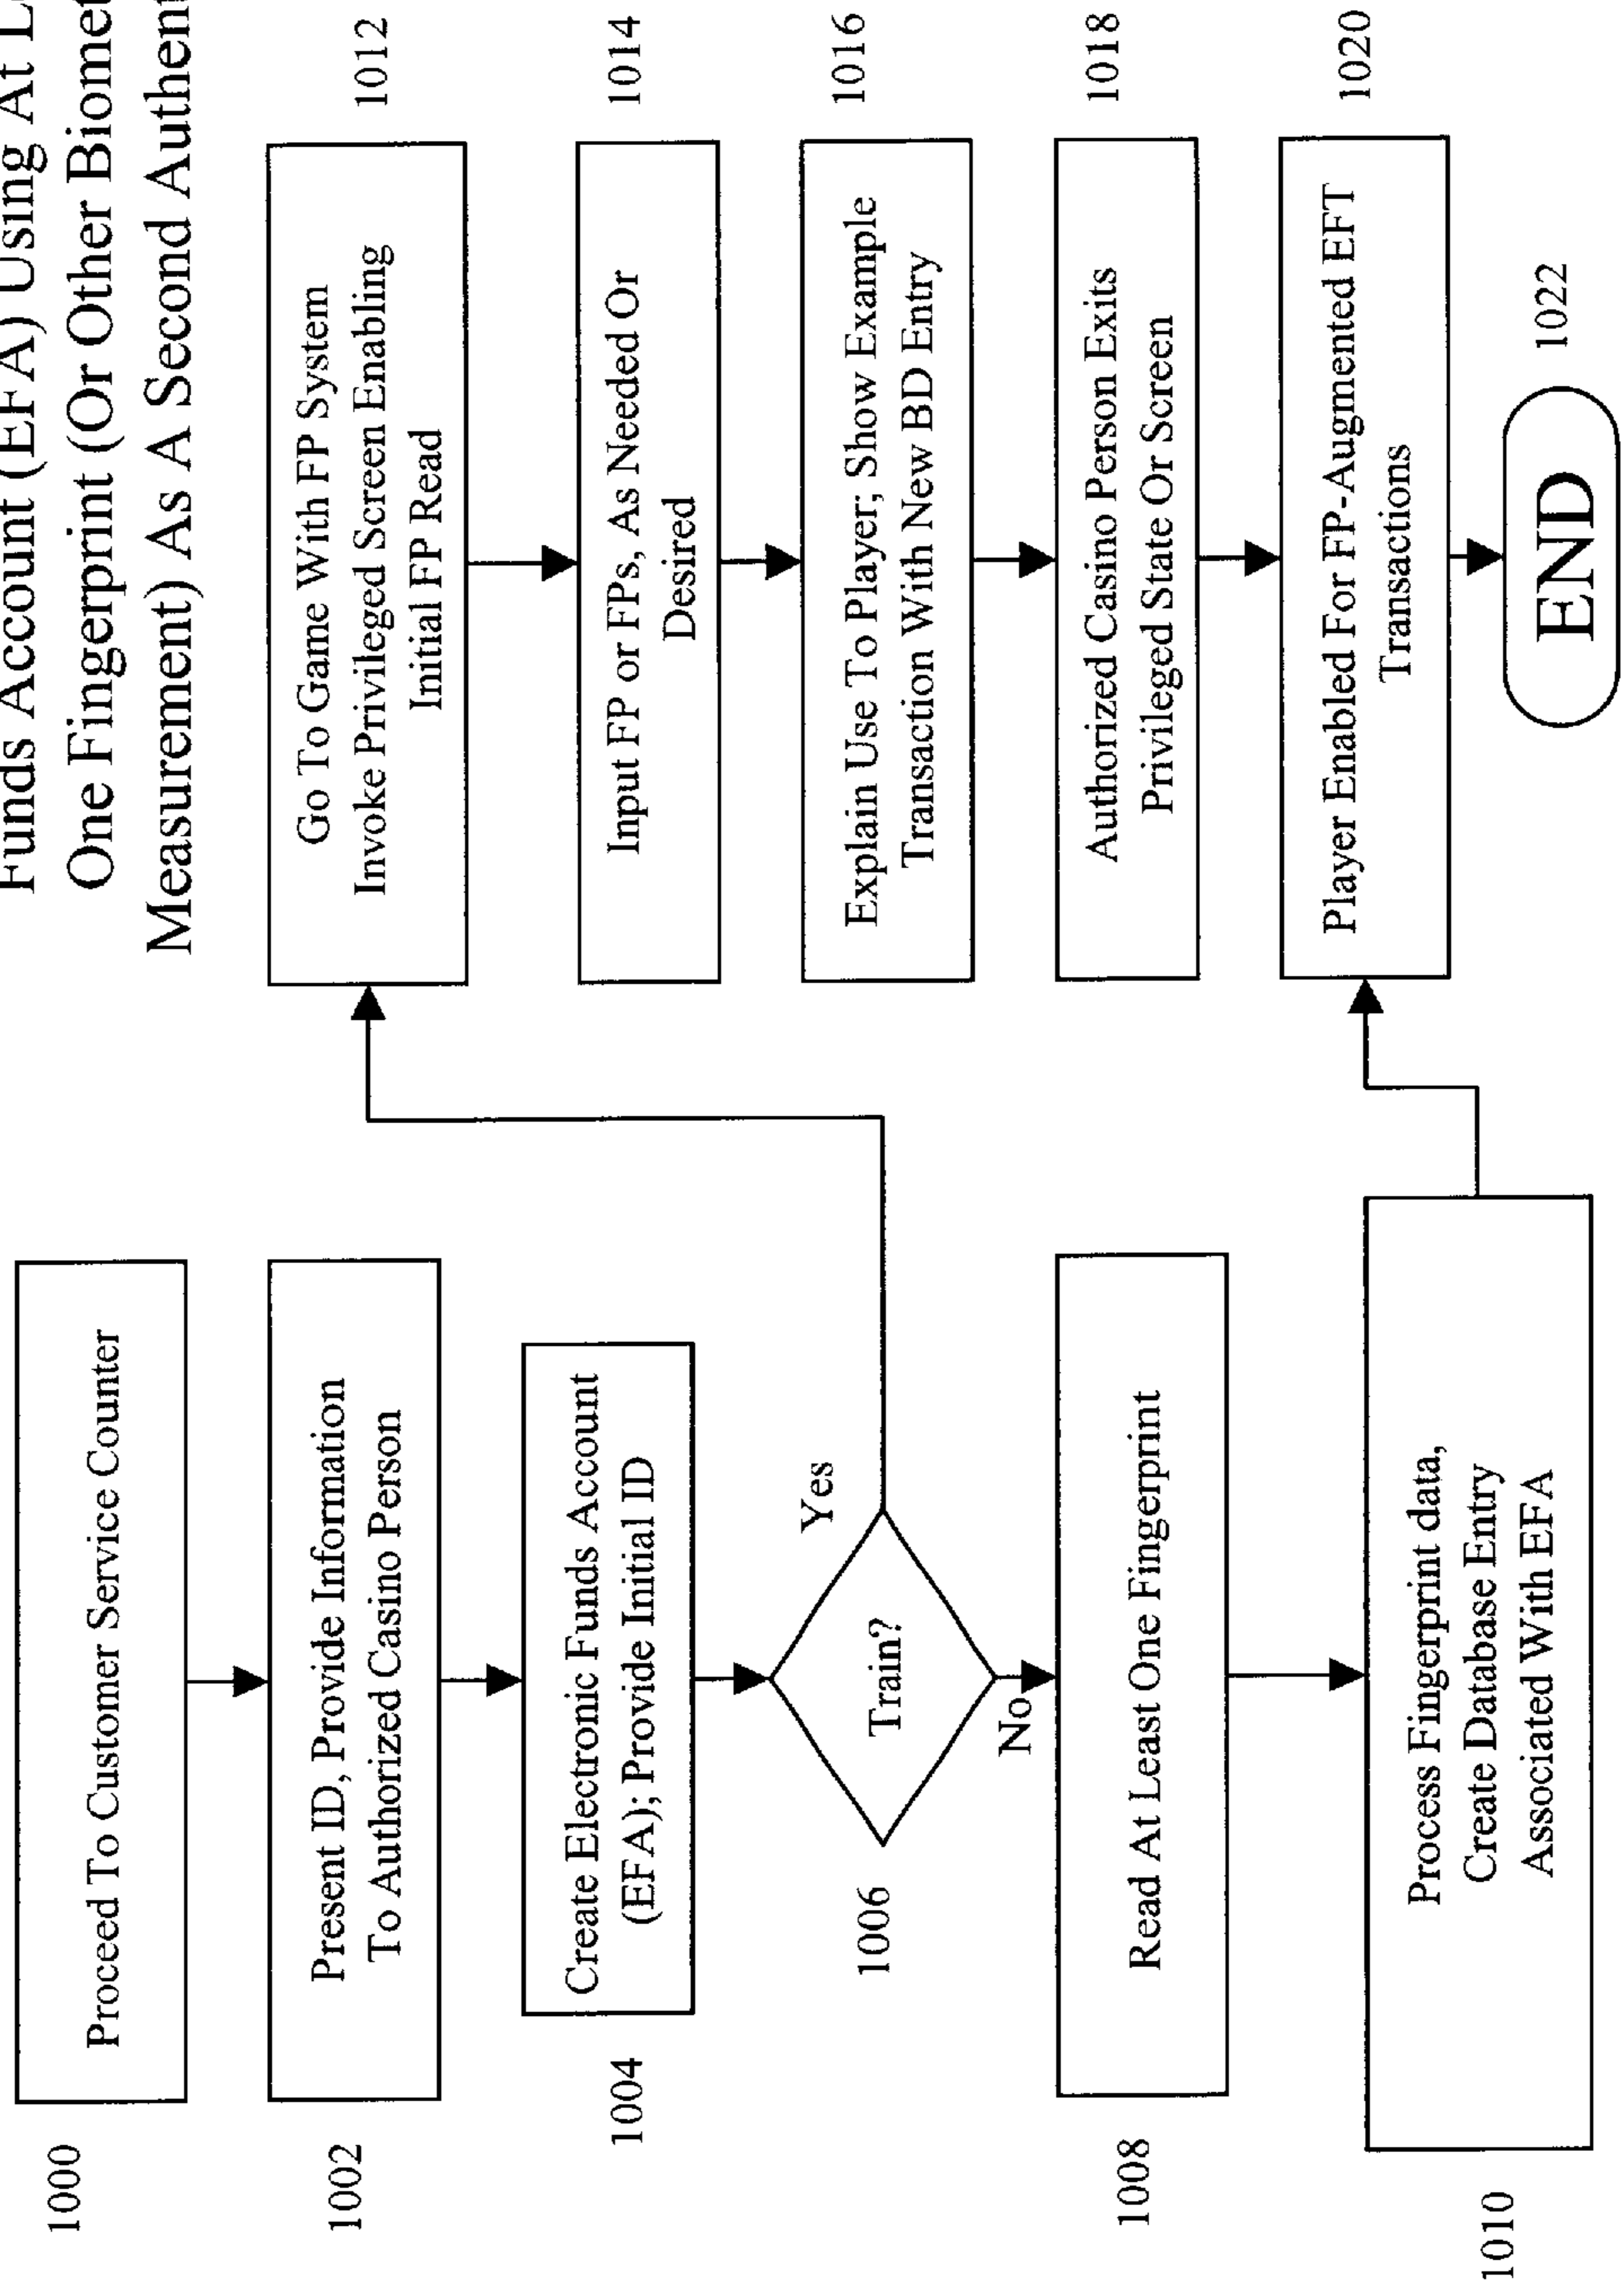 Funds Account (EFA) Using At
One Fingerprint (Or Other
Measurement) As A Second
1000
Proceed To Customer Service Counter
1002
Present ID, Provide Information
To Authorized Casino Person
1004
Create Electronic Funds Account
(EFA); Provide Initial ID
1006
Train?
Yes
No
1008
Read At Least One Fingerprint
1010
Process Fingerprint data,
Create Database Entry
Associated With EFA
1012
Go To Game With FP System
Invoke Privileged Screen Enabling
Initial FP Read
1014
Input FP or FPs, As Needed Or
Desired
1016
Explain Use To Player; Show Example
Transaction With New BD Entry
1018
Authorized Casino Person Exits
Privileged State Or Screen
1020
Player Enabled For FP-Augmented EFT
Transactions
END
1022